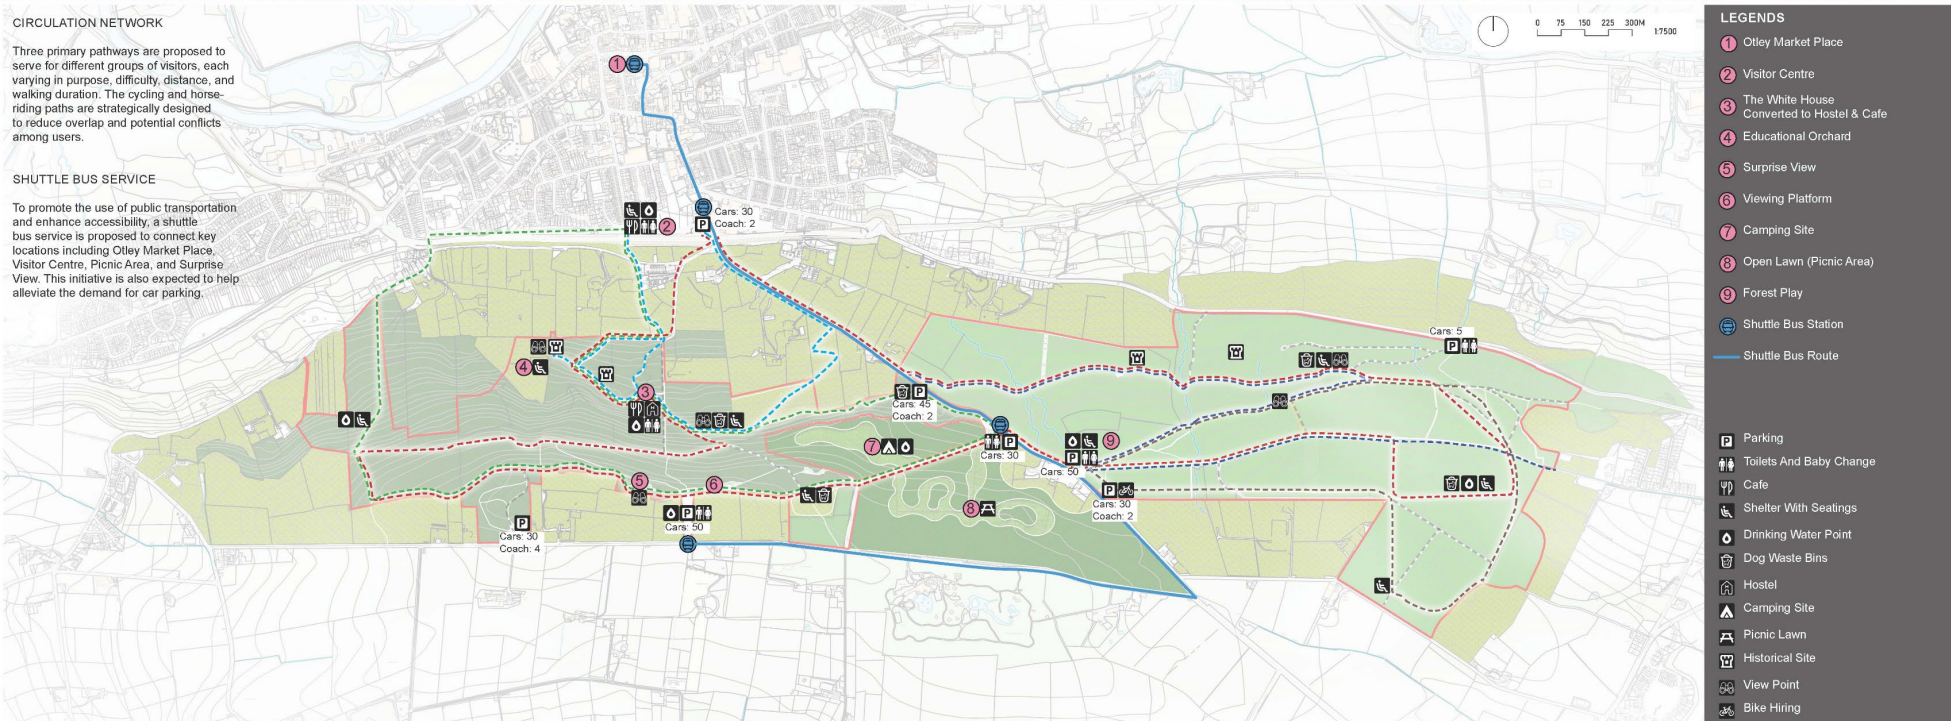 CIRCULATION NETWORK
Three primary pathways are proposed to
serve for different groups of visitors, each
varying in purpose, difficulty, distance, and
walking duration. The cycling and horse-
riding paths are strategically designed
to reduce overlap and potential conflicts
among users.
SHUTTLE BUS SERVICE
To promote the use of public transportation
and enhance accessibility, a shuttle
bus service is proposed to connect key
locations including Otley Market Place,
Visitor Centre, Picnic Area, and Surprise
View. This initiative is also expected to help
alleviate the demand for car parking.
0 75 150 225 300M
1:7500
1
P
Cars: 30
Coach: 2
2
4
3
Cars: 5
P
P
Cars: 45
Coach: 2
7
P
Cars: 30
9
P
Cars: 50
5
6
P
Cars: 50
8
P
Cars: 30
Coach: 2
P
Cars: 30
Coach: 4
LEGENDS
1 Otley Market Place
2 Visitor Centre
3 The White House
Converted to Hostel & Cafe
4 Educational Orchard
5 Surprise View
6 Viewing Platform
7 Camping Site
8 Open Lawn (Picnic Area)
9 Forest Play
Shuttle Bus Station
Shuttle Bus Route
P Parking
Toilets And Baby Change
Cafe
Shelter With Seatings
Drinking Water Point
Dog Waste Bins
Hostel
Camping Site
Picnic Lawn
Historical Site
View Point
Bike Hiring